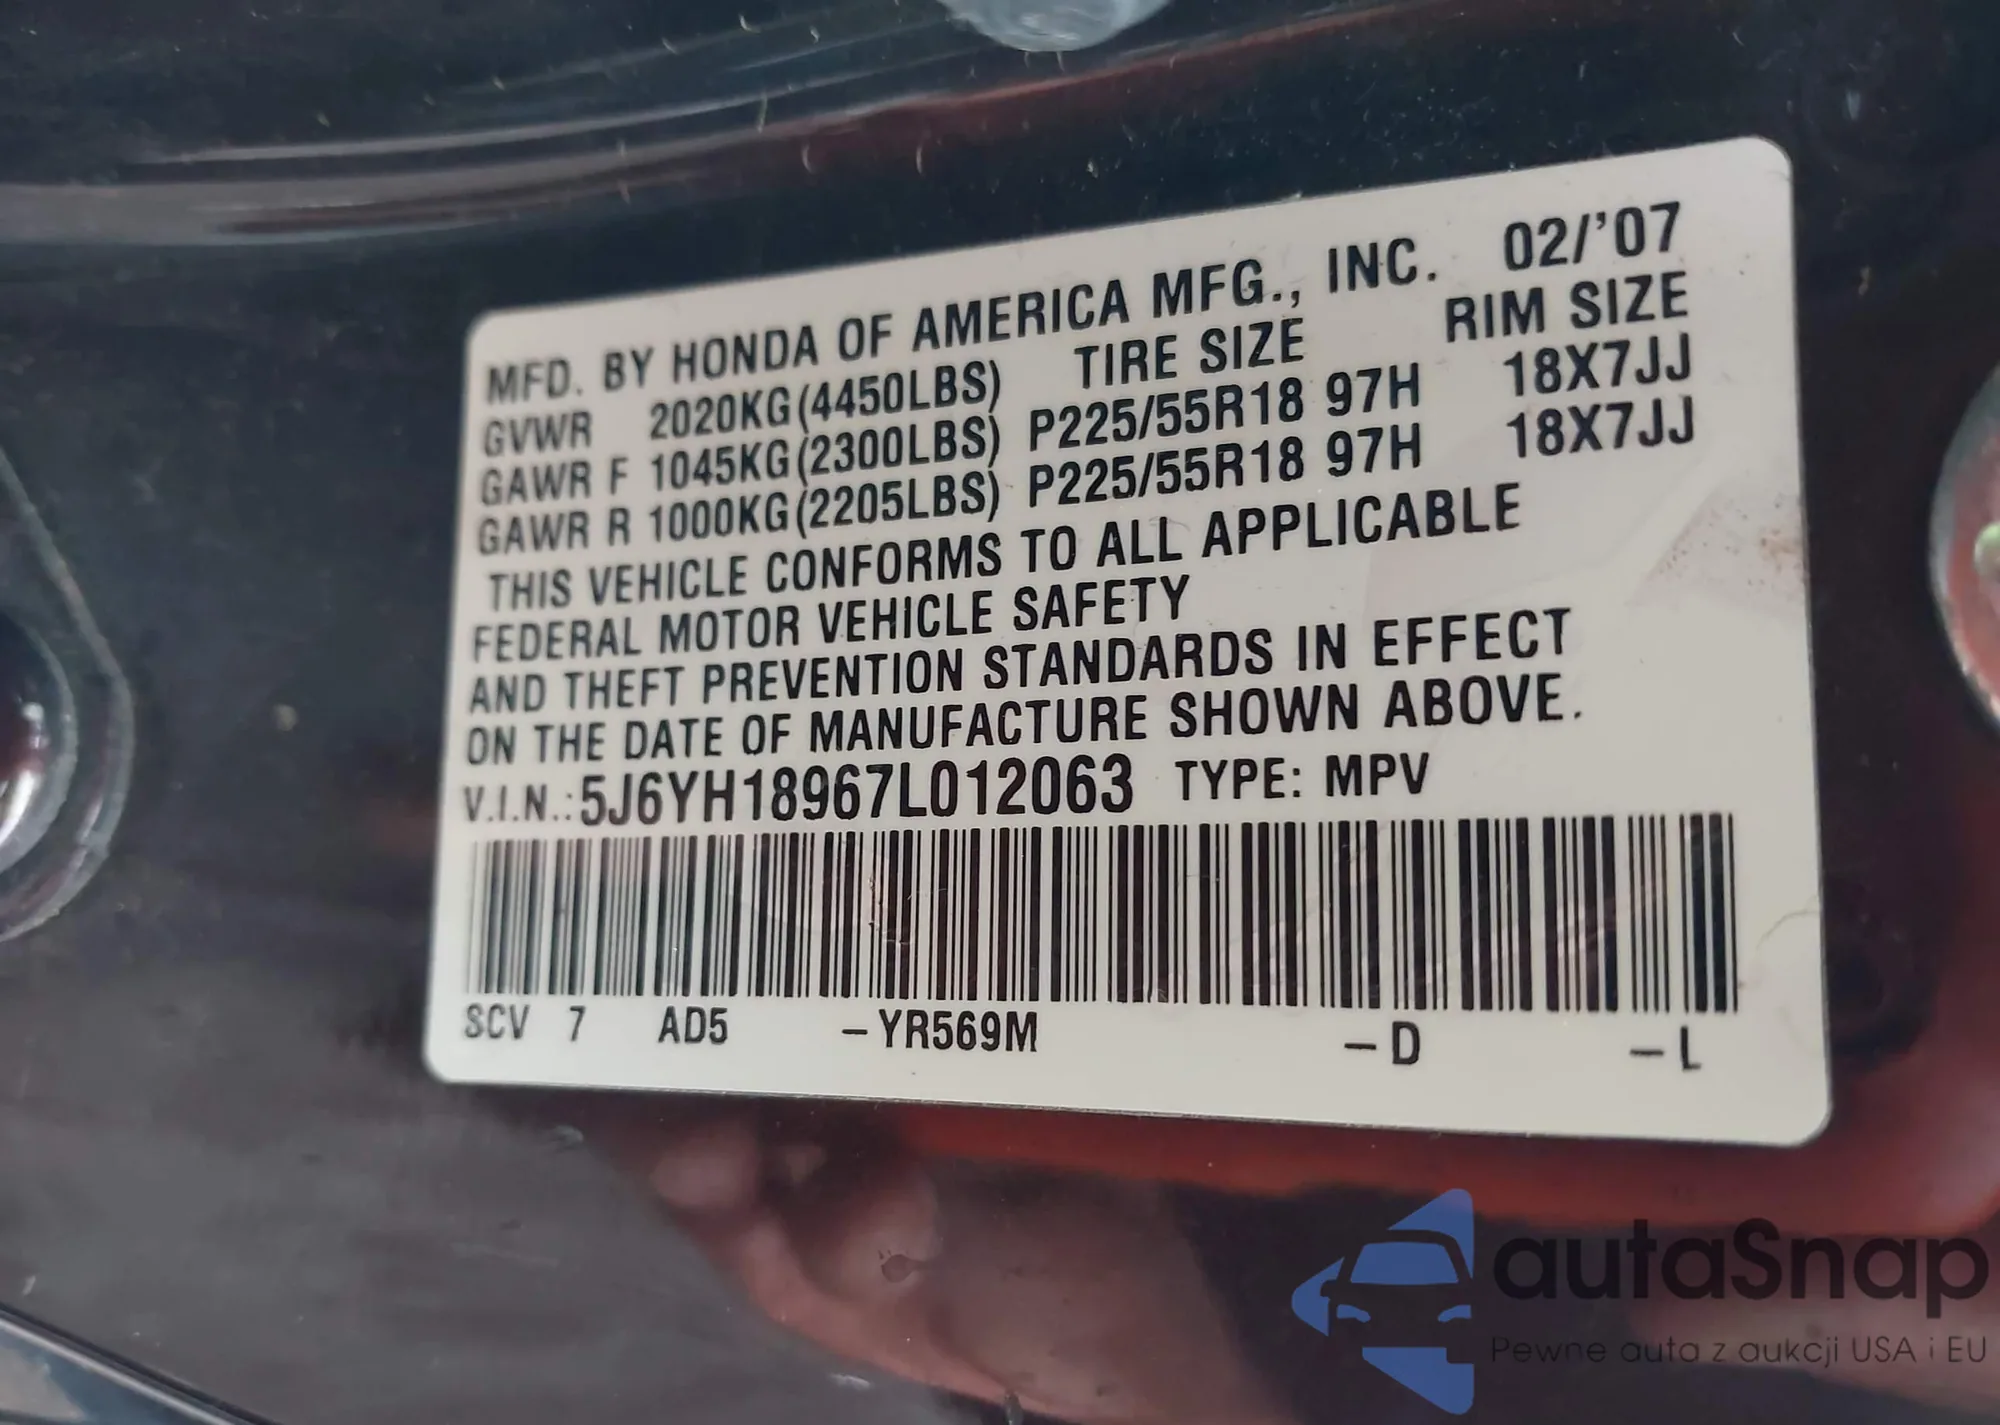 MFD. BY HONDA OF AMERICA MFG., INC. 02/'07
GVWR 2020KG(4450LBS) TIRE SIZE RIM SIZE
GAWR F 1045KG(2300LBS) P225/55R18 97H 18X7JJ
GAWR R 1000KG(2205LBS) P225/55R18 97H 18X7JJ
THIS VEHICLE CONFORMS TO ALL APPLICABLE
FEDERAL MOTOR VEHICLE SAFETY
AND THEFT PREVENTION STANDARDS IN EFFECT
ON THE DATE OF MANUFACTURE SHOWN ABOVE.
V.I.N.:5J6YH18967L012063 TYPE: MPV
SCV 7 AD5 –YR569M –D –L
autaSnap
Pewne auta z aukcji USA i EU